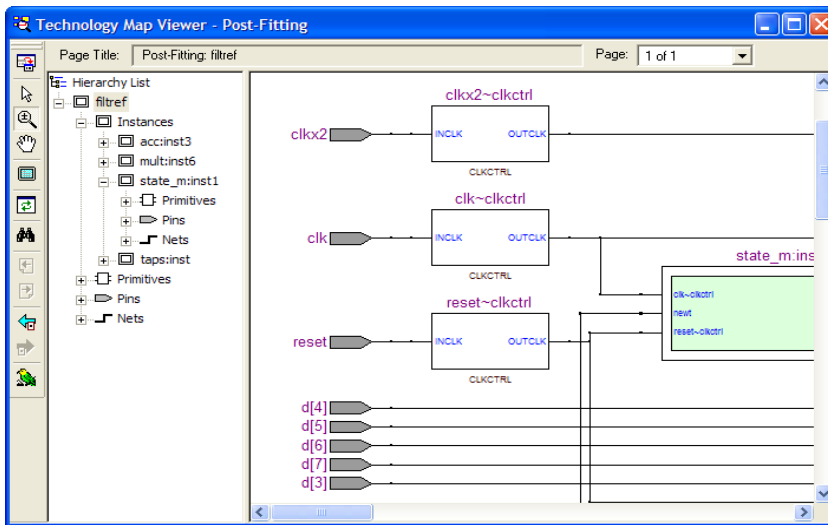 Technology Map Viewer - Post-Fitting
Page Title: Post-Fitting: filtref Page: 1 of 1
Hierarchy List
filtref
Instances
acc:inst3
mult:inst6
state_m:inst1
Primitives
Pins
Nets
taps:inst
Primitives
Pins
Nets
clkx2~clkctrl
clkx2
INCLK OUTCLK
CLKCTRL
clk~clkctrl
clk
INCLK OUTCLK
CLKCTRL
state_m:ins
clk~clkctrl
newt
reset~clkctrl
reset~clkctrl
reset
INCLK OUTCLK
CLKCTRL
d[4]
d[5]
d[6]
d[7]
d[3]